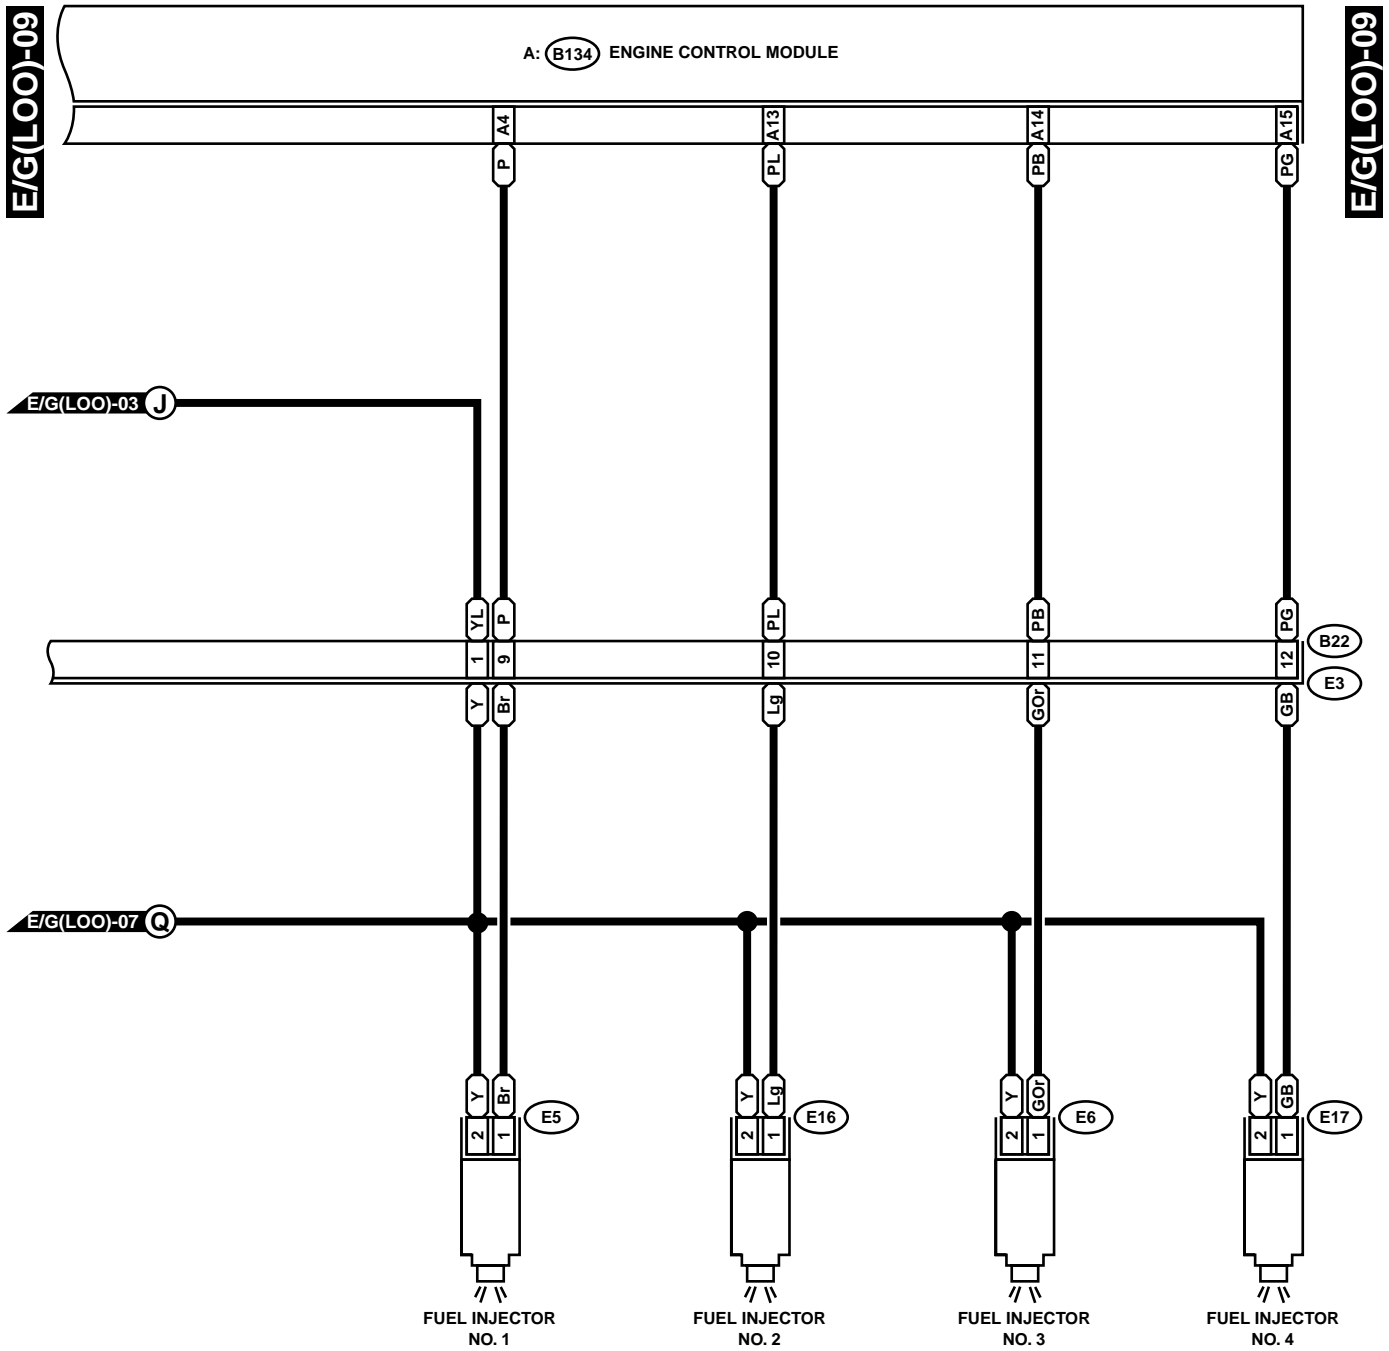 E/G(LOO)-09
E/G(LOO)-09
A: B134 ENGINE CONTROL MODULE
A4 A13 A14 A15
P PL PB PG
E/G(LOO)-03 J
YL P PL PB PG
B22
1 9 10 11 12
E3
Y Br Lg GOr GB
E/G(LOO)-07 Q
Y Br Y Lg Y GOr Y GB
E5 E16 E6 E17
2 1 2 1 2 1 2 1
FUEL INJECTOR
NO. 1
FUEL INJECTOR
NO. 2
FUEL INJECTOR
NO. 3
FUEL INJECTOR
NO. 4